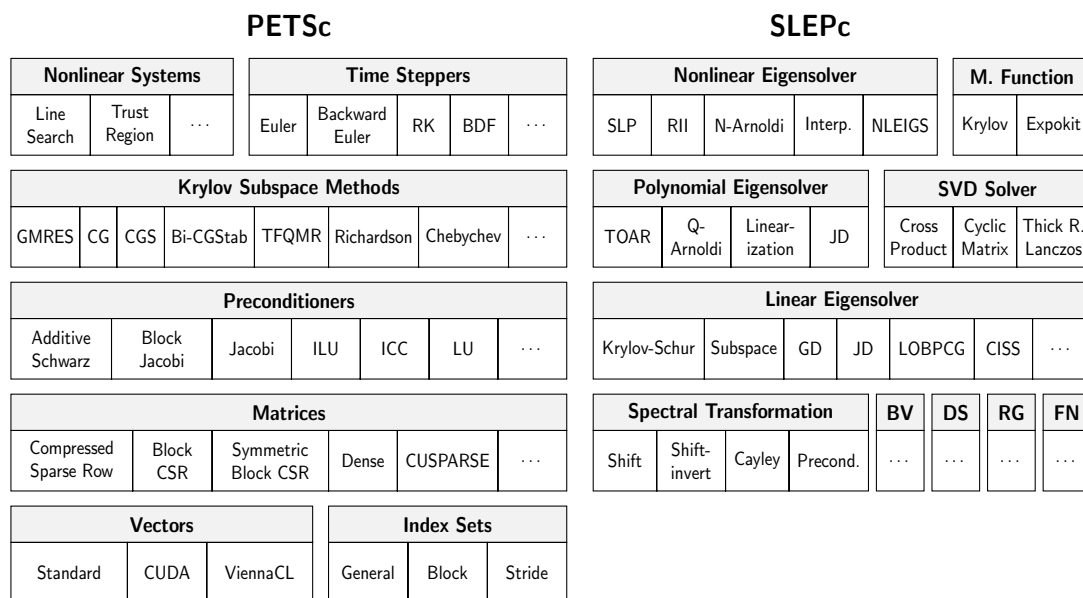 PETSc
SLEPc
Nonlinear Systems
Line Search
Trust Region
· · ·
Time Steppers
Euler
Backward Euler
RK
BDF
· · ·
Krylov Subspace Methods
GMRES
CG
CGS
Bi-CGStab
TFQMR
Richardson
Chebychev
· · ·
Preconditioners
Additive Schwarz
Block Jacobi
Jacobi
ILU
ICC
LU
· · ·
Matrices
Compressed Sparse Row
Block CSR
Symmetric Block CSR
Dense
CUSPARSE
· · ·
Vectors
Standard
CUDA
ViennaCL
Index Sets
General
Block
Stride
Nonlinear Eigensolver
SLP
RII
N-Arnoldi
Interp.
NLEIGS
M. Function
Krylov
Expokit
Polynomial Eigensolver
TOAR
Q-Arnoldi
Linear-ization
JD
SVD Solver
Cross Product
Cyclic Matrix
Thick R. Lanczos
Linear Eigensolver
Krylov-Schur
Subspace
GD
JD
LOBPCG
CISS
· · ·
Spectral Transformation
Shift
Shift-invert
Cayley
Precond.
BV
· · ·
DS
· · ·
RG
· · ·
FN
· · ·